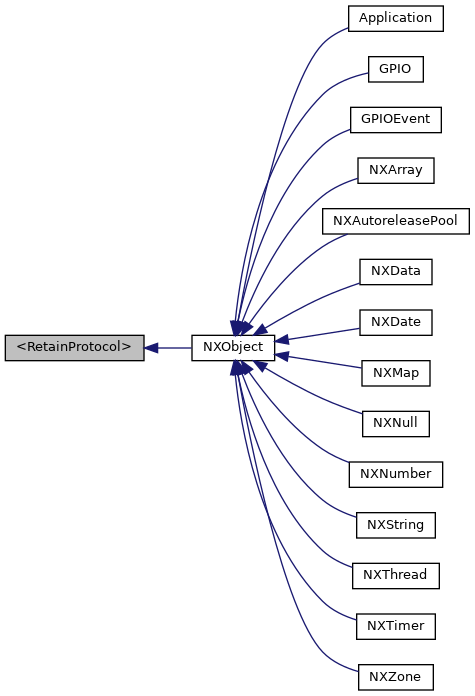 Application
GPIO
GPIOEvent
NXArray
NXAutoreleasePool
NXData
NXDate
<RetainProtocol>
NXObject
NXMap
NXNull
NXNumber
NXString
NXThread
NXTimer
NXZone